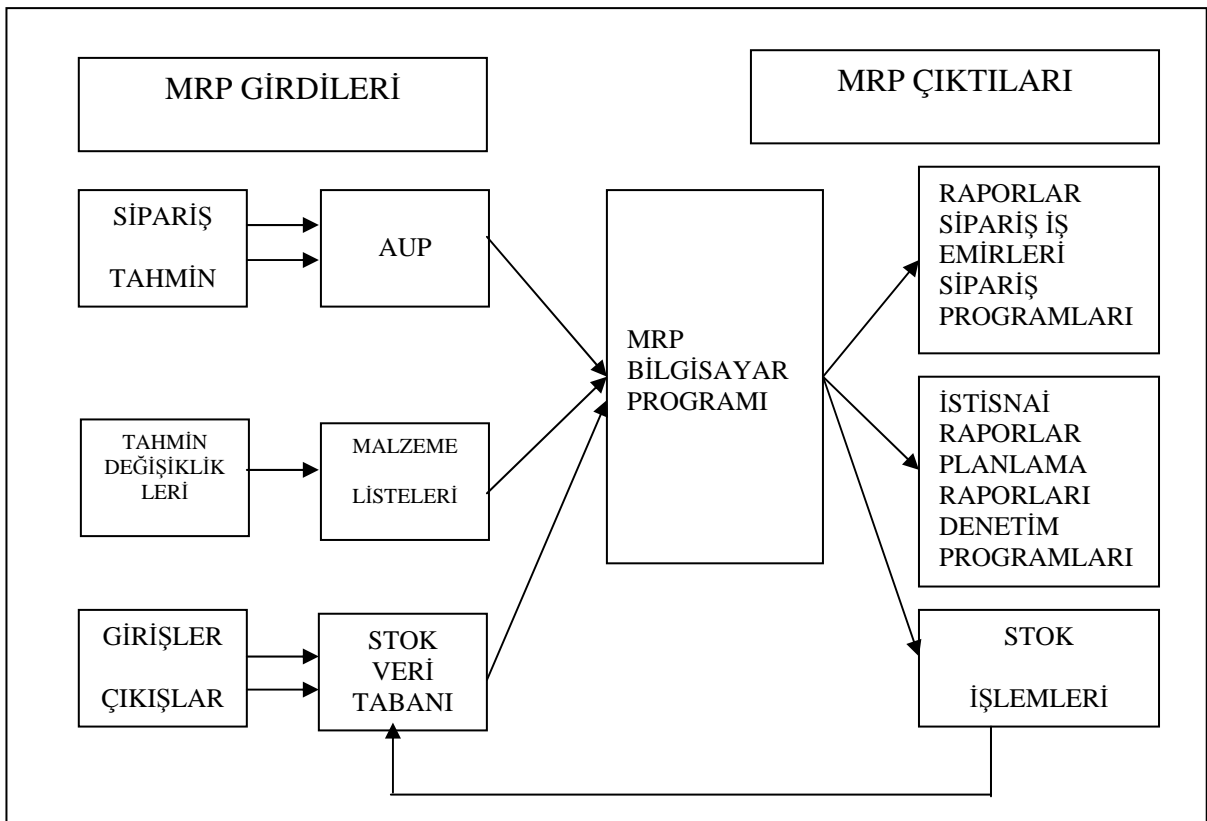 MRP GİRDİLERİ
MRP ÇIKTILARI
SİPARİŞ
TAHMİN
AUP
MRP
BİLGİSAYAR
PROGRAMI
RAPORLAR
SİPARİŞ İŞ
EMİRLERİ
SİPARİŞ
PROGRAMLARI
TAHMİN
DEĞİŞİKLİK
LERİ
MALZEME
LİSTELERİ
İSTİSNAİ
RAPORLAR
PLANLAMA
RAPORLARI
DENETİM
PROGRAMLARI
GİRİŞLER
ÇIKIŞLAR
STOK
VERİ
TABANI
STOK
İŞLEMLERİ